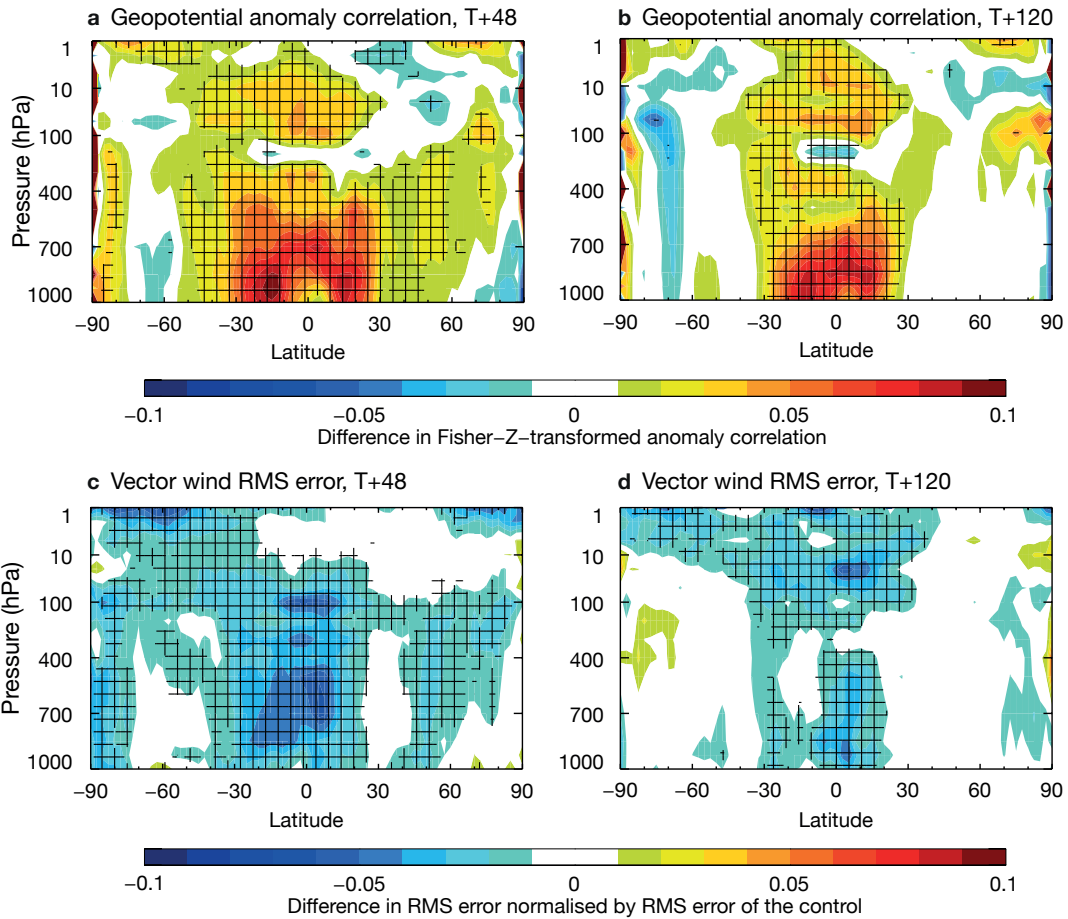 a Geopotential anomaly correlation, T+48
b Geopotential anomaly correlation, T+120
Pressure (hPa)
1
10
100
400
700
1000
−90 −60 −30 0 30 60 90
Latitude
1
10
100
400
700
1000
−90 −60 −30 0 30 60 90
Latitude
−0.1 −0.05 0 0.05 0.1
Difference in Fisher−Z−transformed anomaly correlation
c Vector wind RMS error, T+48
d Vector wind RMS error, T+120
Pressure (hPa)
1
10
100
400
700
1000
−90 −60 −30 0 30 60 90
Latitude
1
10
100
400
700
1000
−90 −60 −30 0 30 60 90
Latitude
−0.1 −0.05 0 0.05 0.1
Difference in RMS error normalised by RMS error of the control